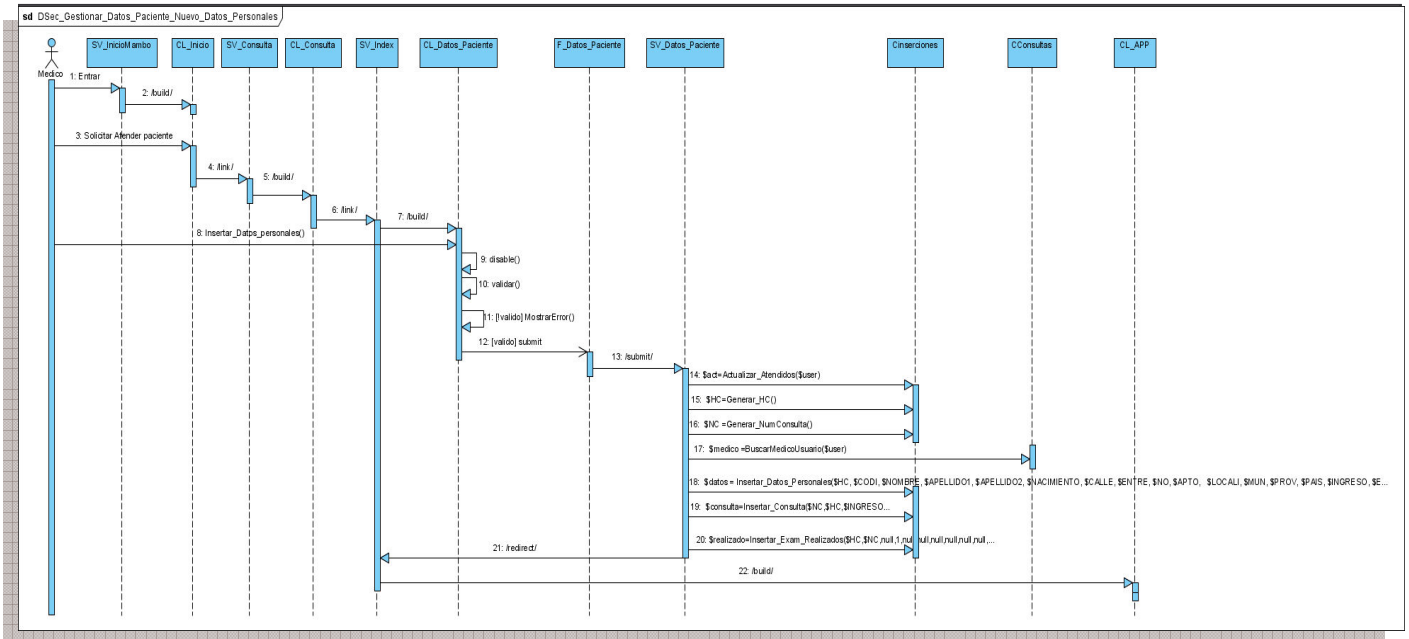 sd DSec_Gestionar_Datos_Paciente_Nuevo_Datos_Personales
SV_InicioMambo
CL_Inicio
SV_Consulta
CL_Consulta
SV_Index
CL_Datos_Paciente
F_Datos_Paciente
SV_Datos_Paciente
Cinserciones
CConsultas
CL_APP
Medico
1: Entrar
2: /build/
3: Solicitar Atender paciente
4: /link/
5: /build/
6: /link/
7: /build/
8: Insertar_Datos_personales()
9: disable()
10: validar()
11: [!valido] MostrarError()
12: [valido] submit
13: /submit/
14: $act=Actualizar_Atendidos($user)
15: $HC=Generar_HC()
16: $NC =Generar_NumConsulta()
17: $medico =BuscarMedicoUsuario($user)
18: $datos = Insertar_Datos_Personales($HC, $CODI, $NOMBRE, $APELLIDO1, $APELLIDO2, $NACIMIENTO, $CALLE, $ENTRE, $NO, $APTO, $LOCALI, $MUN, $PROV, $PAIS, $INGRESO, $E...
19: $consulta=Insertar_Consulta($NC,$HC,$INGRESO...
20: $realizado=Insertar_Exam_Realizados($HC,$NC,null,1,null,null,null,null,null,null,...
21: /redirect/
22: /build/